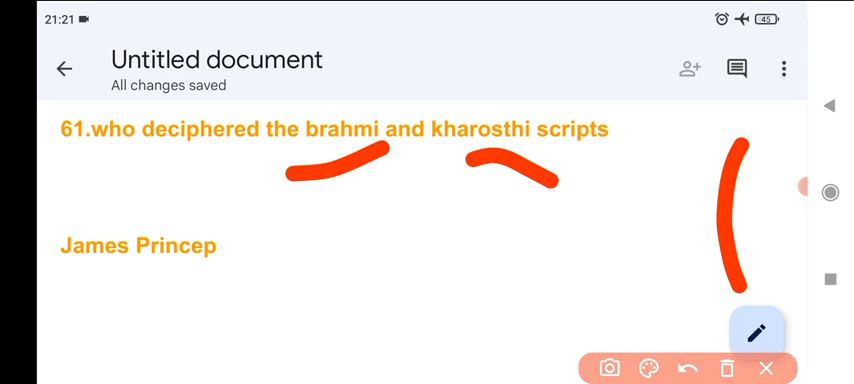 21:21
45
Untitled document
All changes saved
61.who deciphered the brahmi and kharosthi scripts
James Princep